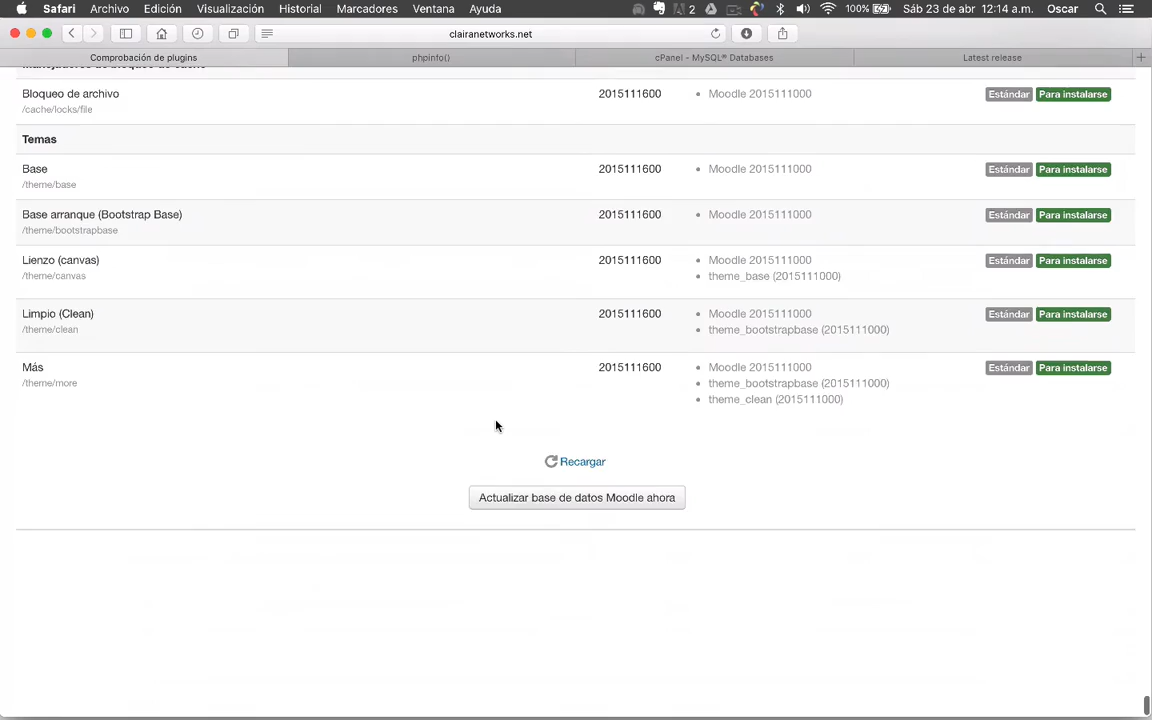 Safari Archivo Edición Visualización Historial Marcadores Ventana Ayuda 2 100% Sáb 23 de abr 12:14 a.m. Oscar
clairanetworks.net
Comprobación de plugins phpinfo() cPanel - MySQL® Databases Latest release
Manejadores de bloqueo de caché
Bloqueo de archivo 2015111600 • Moodle 2015111000 Estándar Para instalarse
/cache/locks/file
Temas
Base 2015111600 • Moodle 2015111000 Estándar Para instalarse
/theme/base
Base arranque (Bootstrap Base) 2015111600 • Moodle 2015111000 Estándar Para instalarse
/theme/bootstrapbase
Lienzo (canvas) 2015111600 • Moodle 2015111000 Estándar Para instalarse
/theme/canvas • theme_base (2015111000)
Limpio (Clean) 2015111600 • Moodle 2015111000 Estándar Para instalarse
/theme/clean • theme_bootstrapbase (2015111000)
Más 2015111600 • Moodle 2015111000 Estándar Para instalarse
/theme/more • theme_bootstrapbase (2015111000)
• theme_clean (2015111000)
Recargar
Actualizar base de datos Moodle ahora